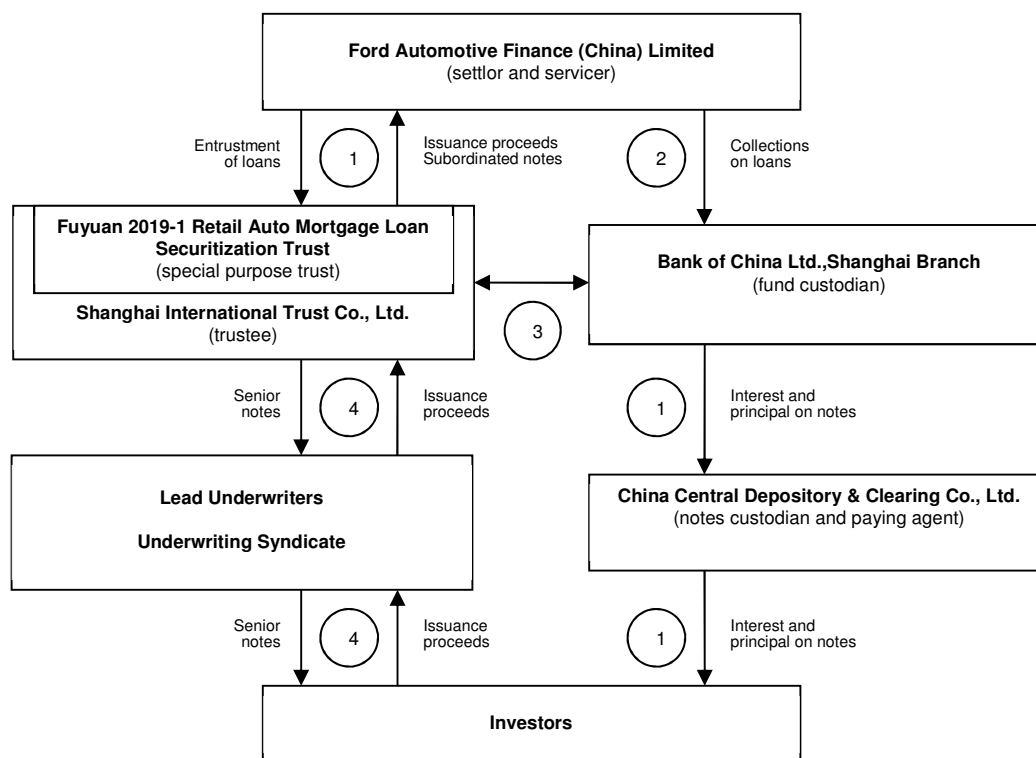 Ford Automotive Finance (China) Limited
(settlor and servicer)
Entrustment
of loans
1
Issuance proceeds
Subordinated notes
2
Collections
on loans
Fuyuan 2019-1 Retail Auto Mortgage Loan
Securitization Trust
(special purpose trust)
Shanghai International Trust Co., Ltd.
(trustee)
3
Bank of China Ltd.,Shanghai Branch
(fund custodian)
Senior
notes
4
Issuance
proceeds
1
Interest and
principal on notes
Lead Underwriters
Underwriting Syndicate
China Central Depository & Clearing Co., Ltd.
(notes custodian and paying agent)
Senior
notes
4
Issuance
proceeds
1
Interest and
principal on notes
Investors